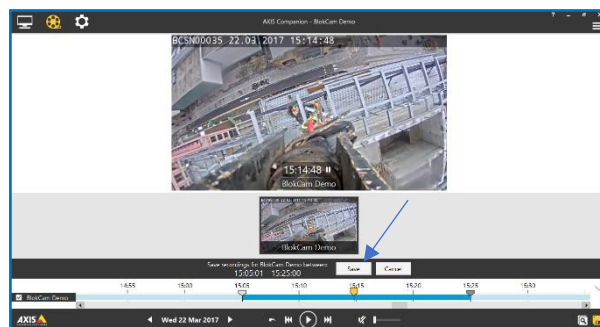 AXIS Companion - BlokCam Demo
BCSN00035 22.03.2017 15:14:48
15:14:48
BlokCam Demo
BlokCam Demo
Save recordings for BlokCam Demo between:
15:05:01 15:25:00
Save
Cancel
14:55 15:00 15:05 15:10 15:15 15:20 15:25 15:30
BlokCam Demo
AXIS
Wed 22 Mar 2017